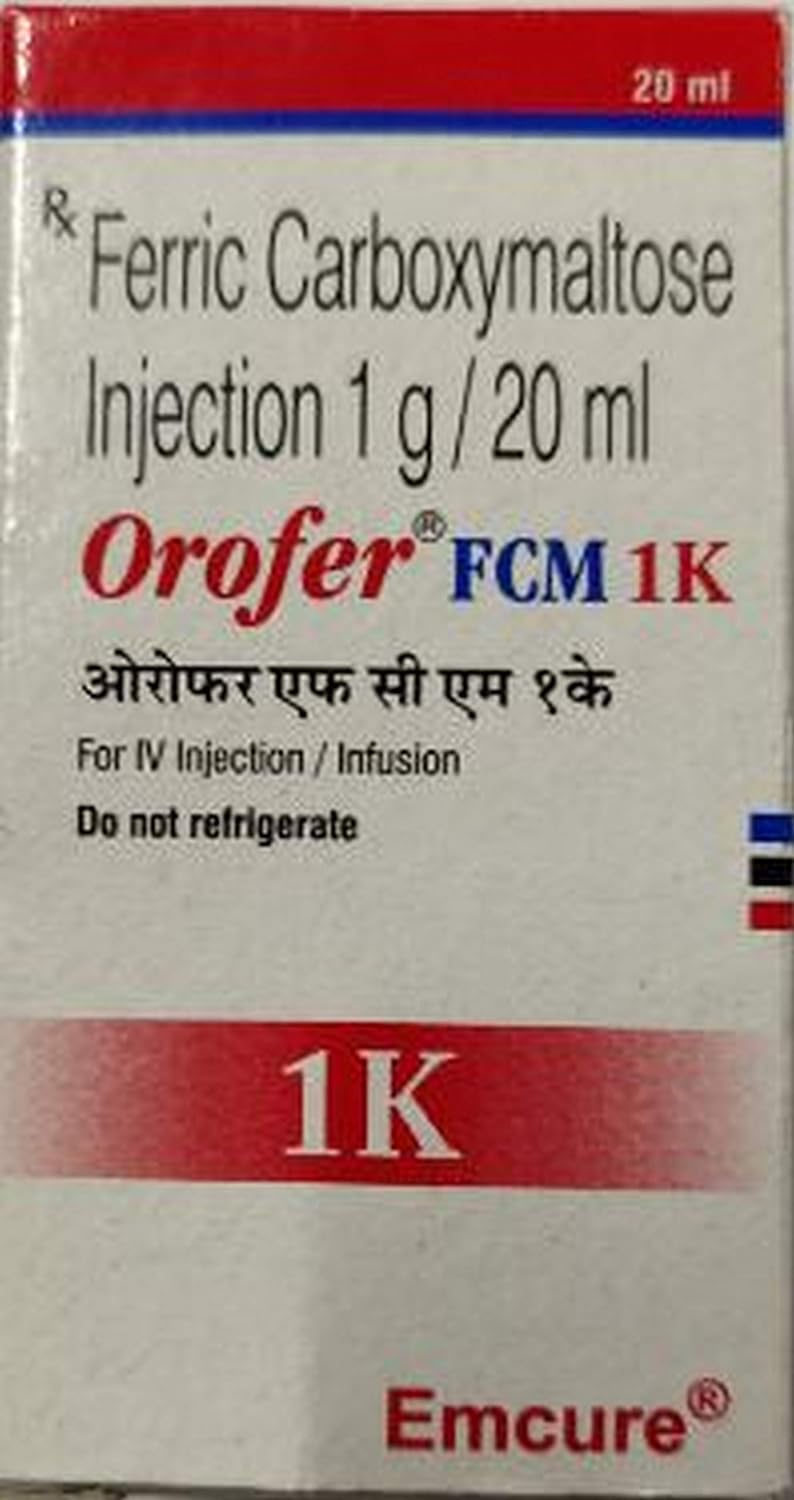 20 ml
Rx Ferric Carboxymaltose
Injection 1 g / 20 ml
Orofer® FCM 1K
ओरोफर एफ सी एम १के
For IV Injection / Infusion
Do not refrigerate
1K
Emcure®